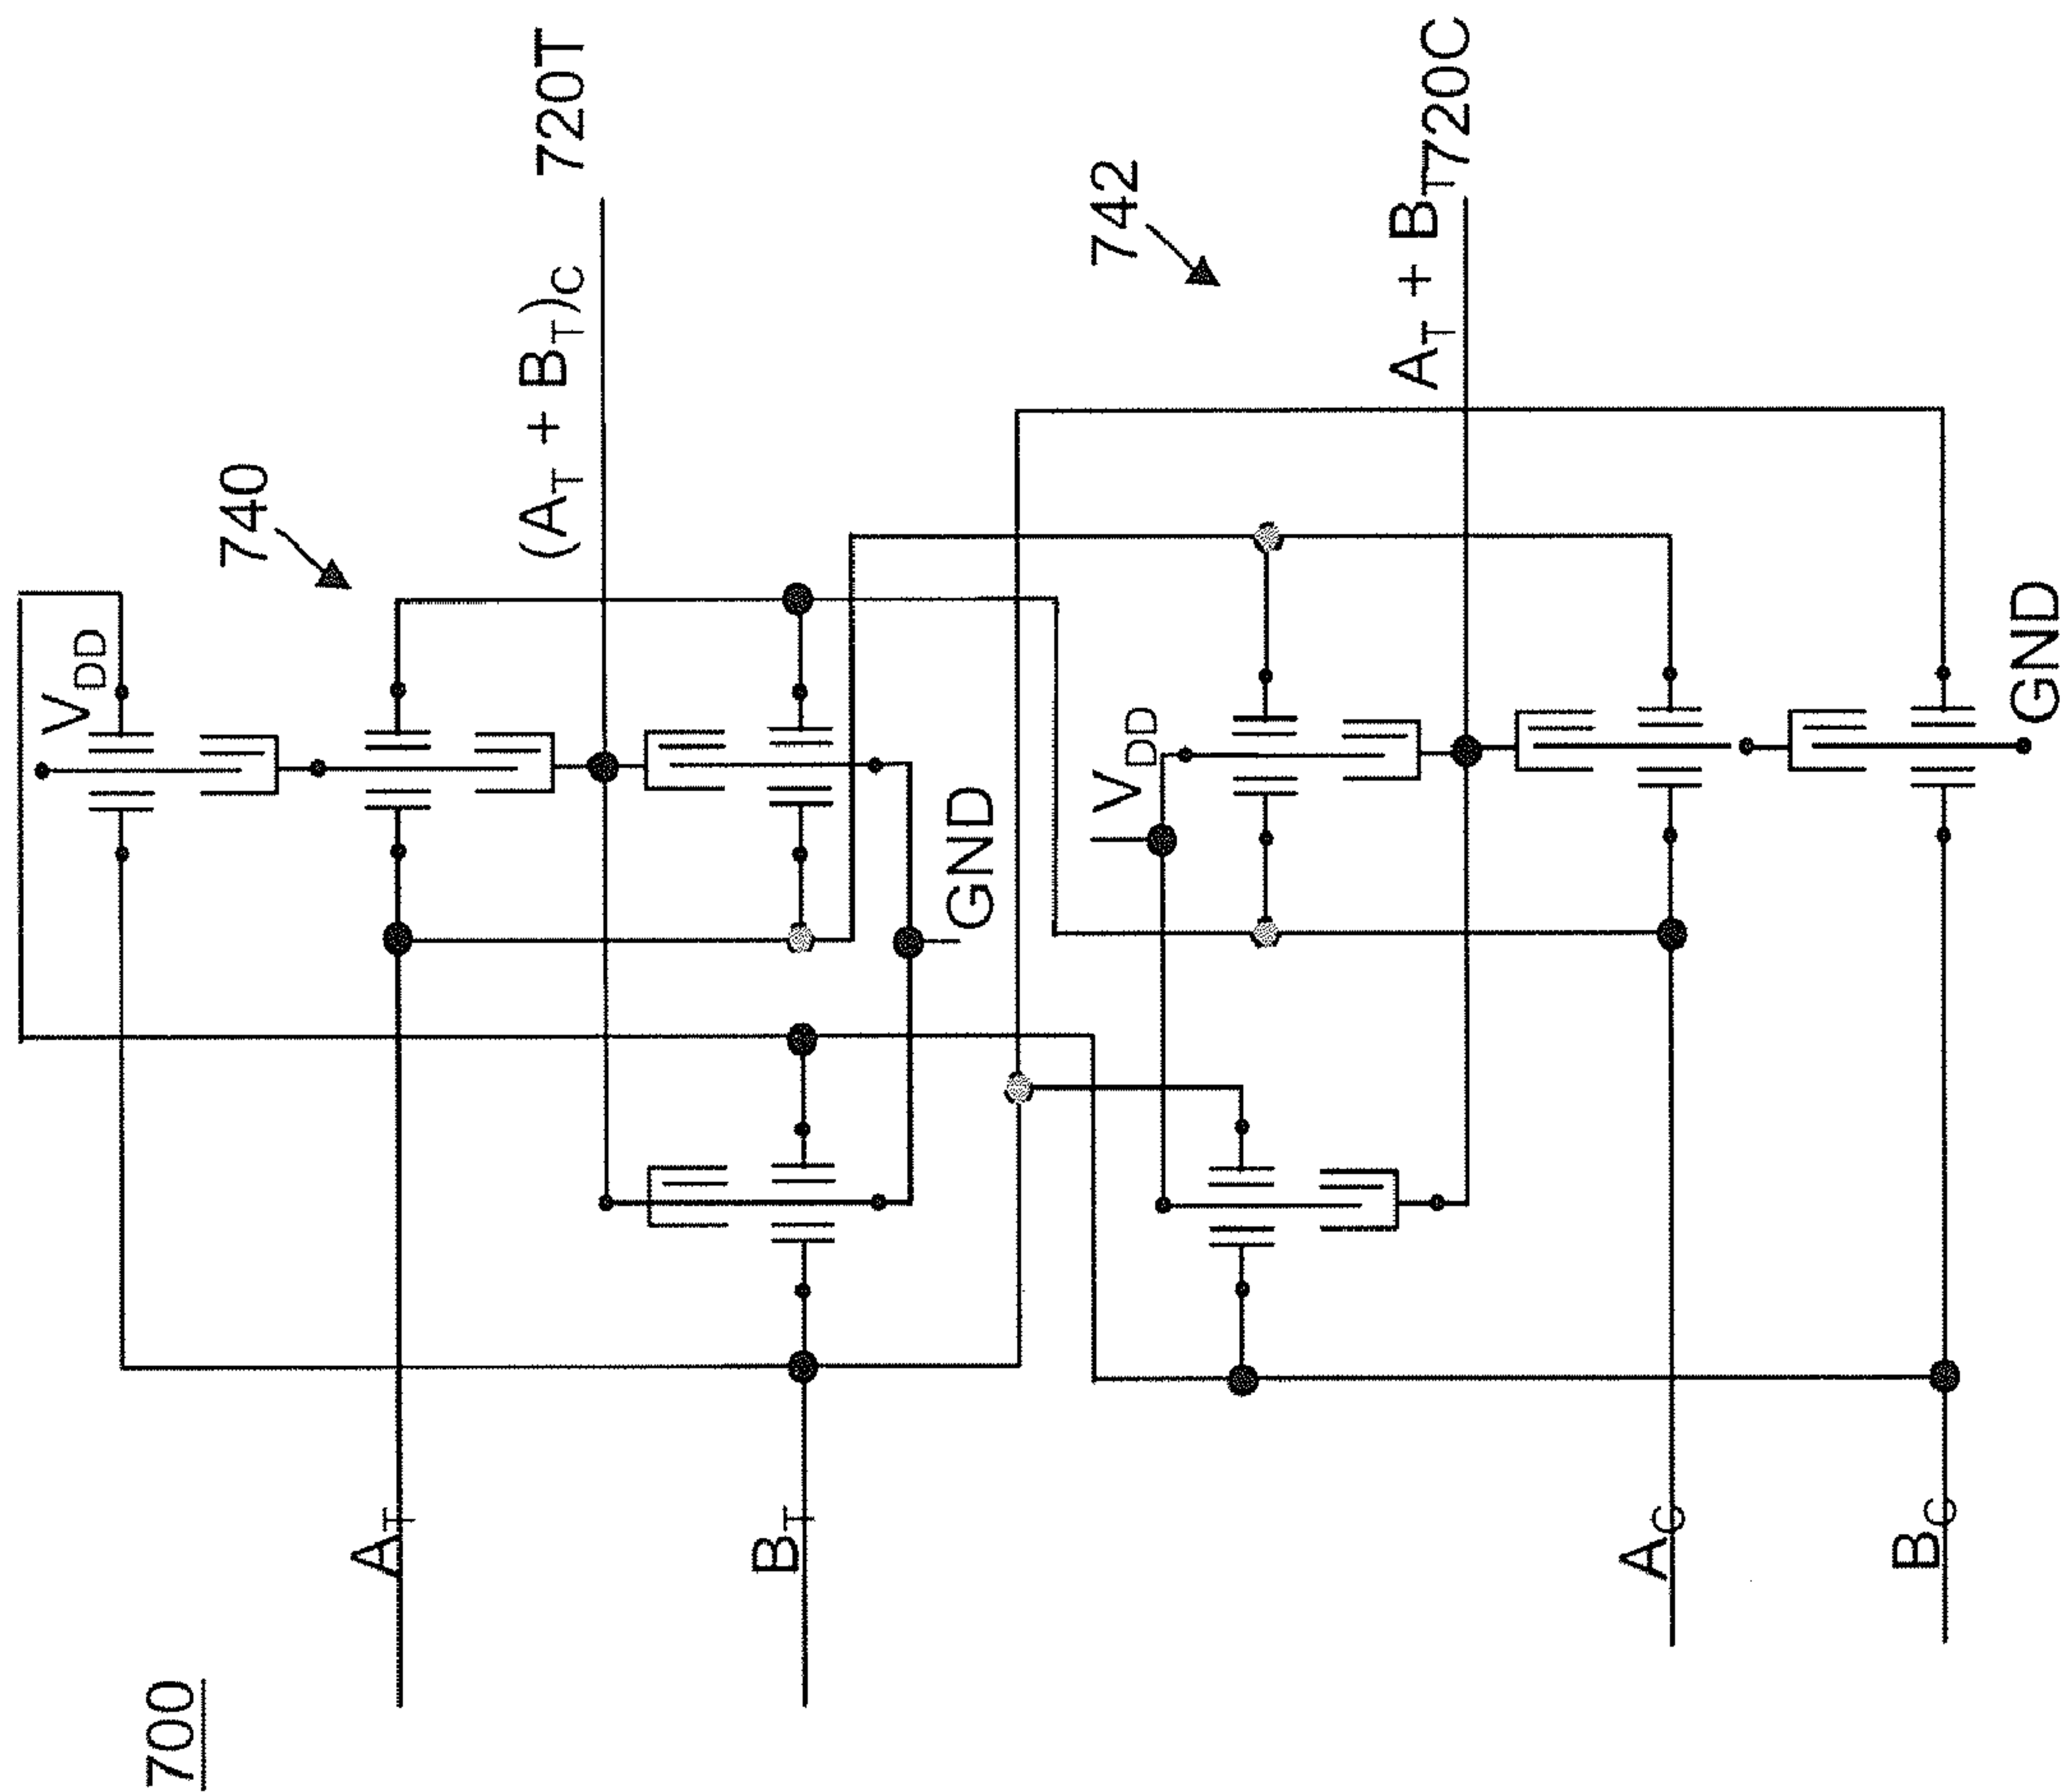 700
740
742
V_DD
A_T
B_T
(A_T + B_T)_C
720T
GND
V_DD
A_T + B_T
720C
A_C
B_C
GND